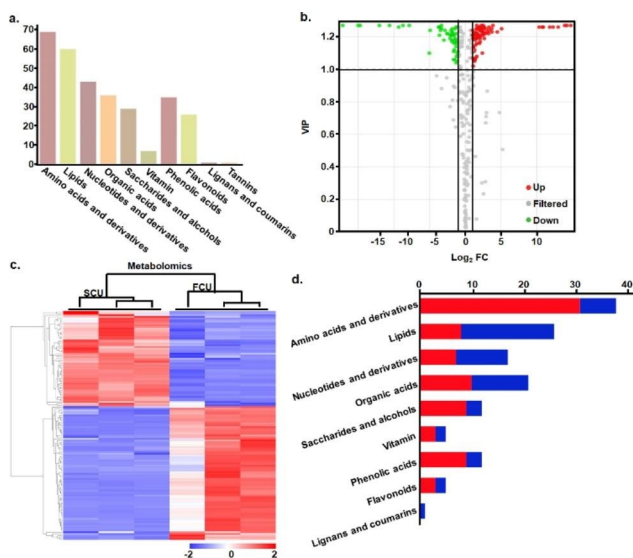 a.
70
60
50
40
30
20
10
0
Amino acids and derivatives
Lipids
Nucleotides and derivatives
Organic acids
Saccharides and alcohols
Vitamin
Phenolic acids
Flavonoids
Lignans and coumarins
Tannins
b.
1.2
1.0
0.8
0.6
0.4
0.2
0
VIP
-15
-10
-5
0
5
10
Log2 FC
Up
Filtered
Down
c.
Metabolomics
SCU
FCU
-2
0
2
d.
0
10
20
30
40
Amino acids and derivatives
Lipids
Nucleotides and derivatives
Organic acids
Saccharides and alcohols
Vitamin
Phenolic acids
Flavonoids
Lignans and coumarins